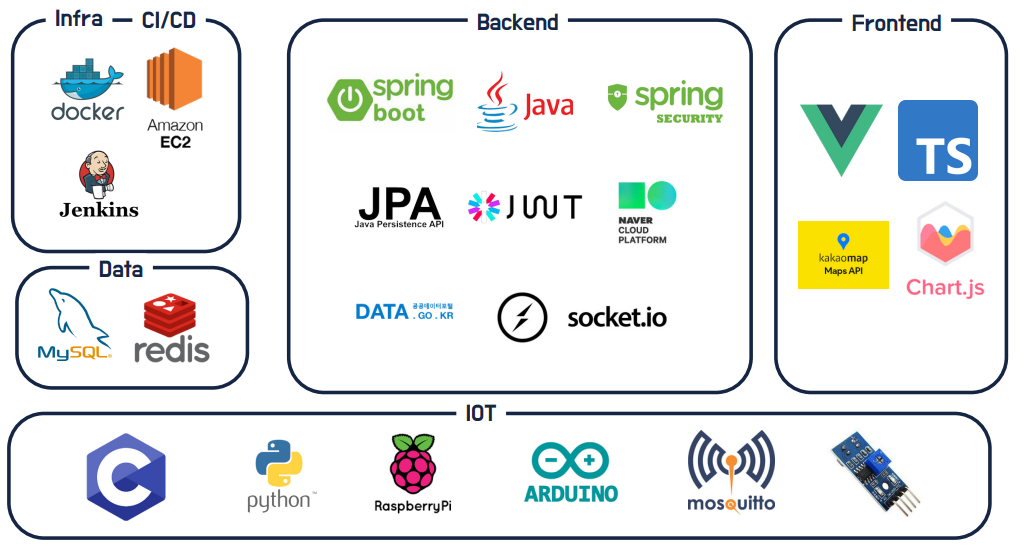 Infra
CI/CD
docker
Amazon
EC2
Jenkins
Data
MySQL®
redis
Backend
spring
boot
Java
spring
SECURITY
JPA
Java Persistence API
JWT
NAVER
CLOUD
PLATFORM
DATA 공공데이터포털
.GO.KR
socket.io
Frontend
TS
kakaomap
Maps API
Chart.js
IOT
C
python™
RaspberryPi
ARDUINO
mosquitto